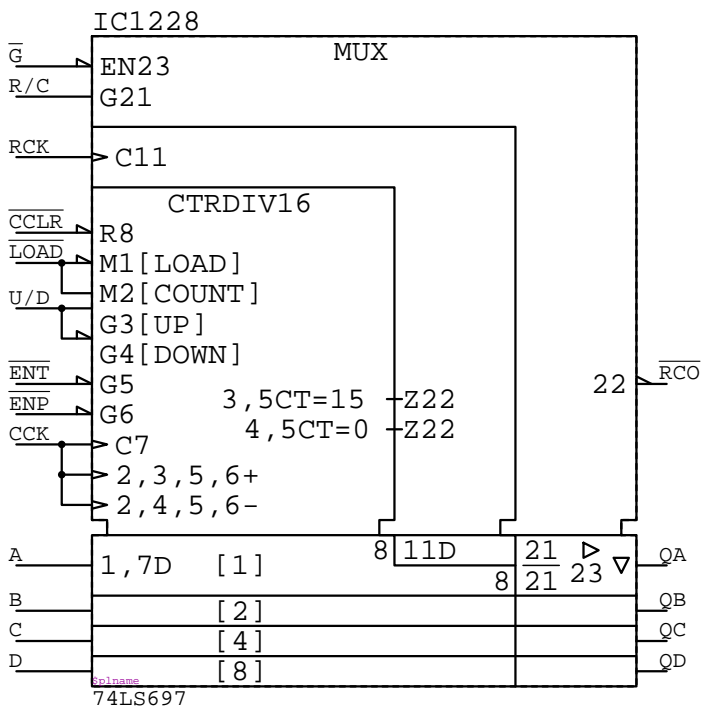 IC1228
MUX
G
EN23
R/C
G21
RCK
C11
CTRDIV16
CCLR
R8
LOAD
M1[LOAD]
M2[COUNT]
U/D
G3[UP]
G4[DOWN]
ENT
G5
22
RCO
ENP
G6
3,5CT=15
Z22
CCK
C7
4,5CT=0
Z22
2,3,5,6+
2,4,5,6-
A
1,7D
[1]
8
11D
8
21
21
23
QA
B
[2]
QB
C
[4]
QC
D
[8]
QD
$plname
74LS697